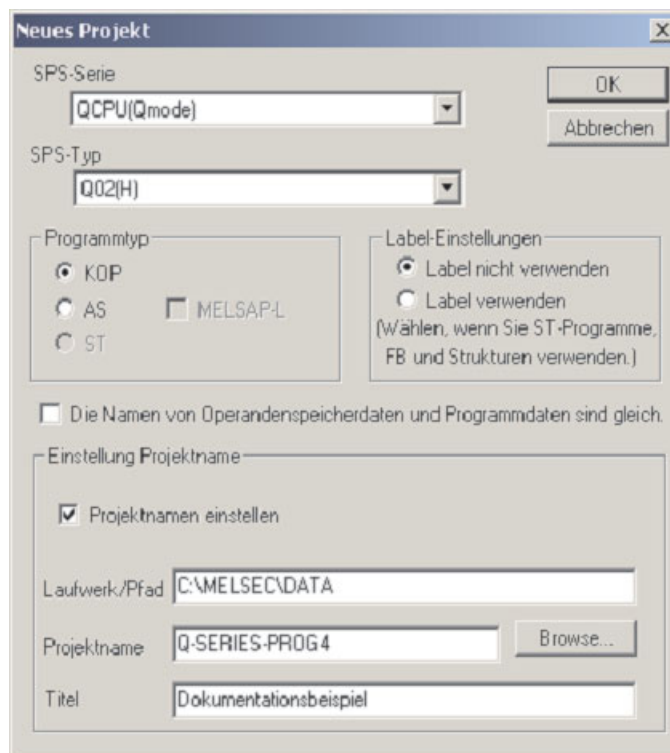 Neues Projekt
SPS-Serie
QCPU(Qmode)
OK
Abbrechen
SPS-Typ
Q02(H)
Programmtyp
KOP
AS
MELSAP-L
ST
Label-Einstellungen
Label nicht verwenden
Label verwenden
(Wählen, wenn Sie ST-Programme,
FB und Strukturen verwenden.)
Die Namen von Operandenspeicherdaten und Programmdaten sind gleich.
Einstellung Projektname
Projektnamen einstellen
Laufwerk/Pfad C:\MELSEC\DATA
Projektname Q-SERIES-PROG4 Browse...
Titel Dokumentationsbeispiel